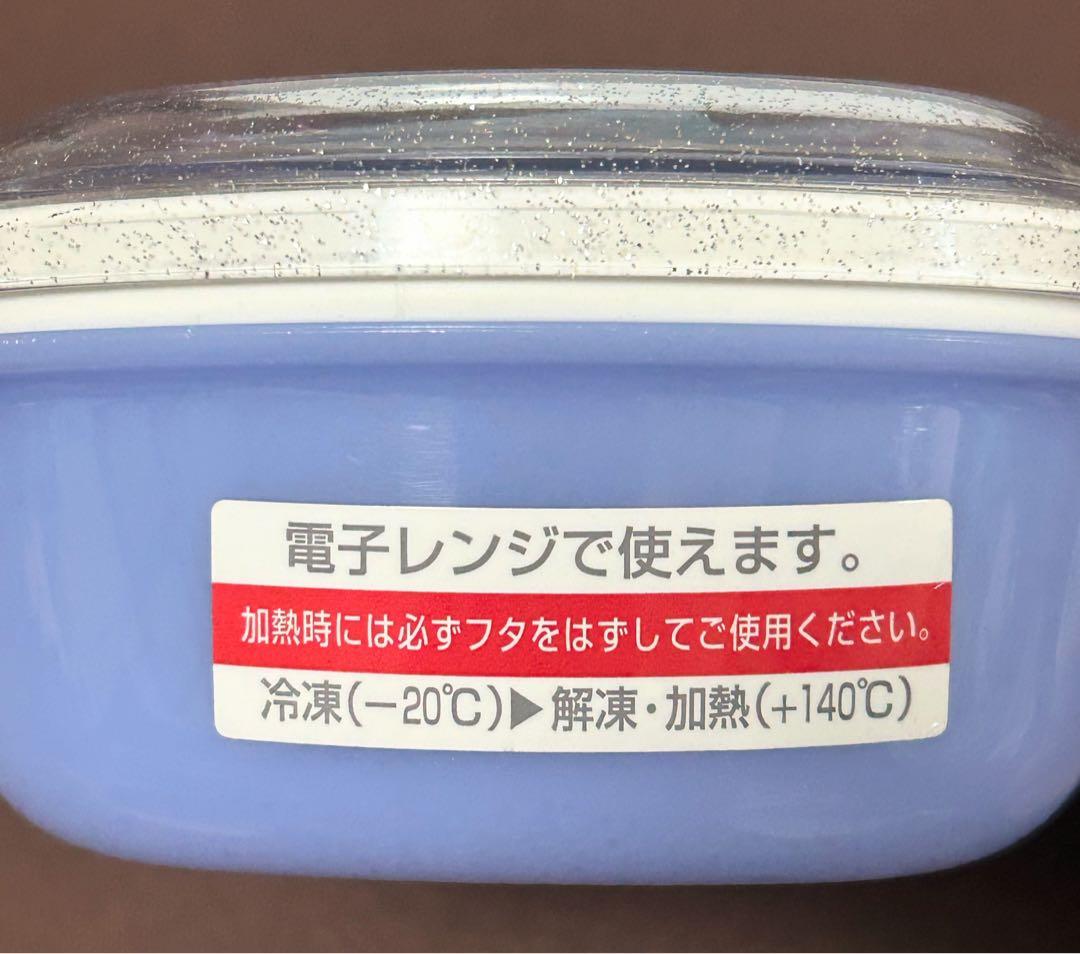 電子レンジで使えます。
加熱時には必ずフタをはずしてご使用ください。
冷凍(−20℃)▶解凍・加熱(+140℃)